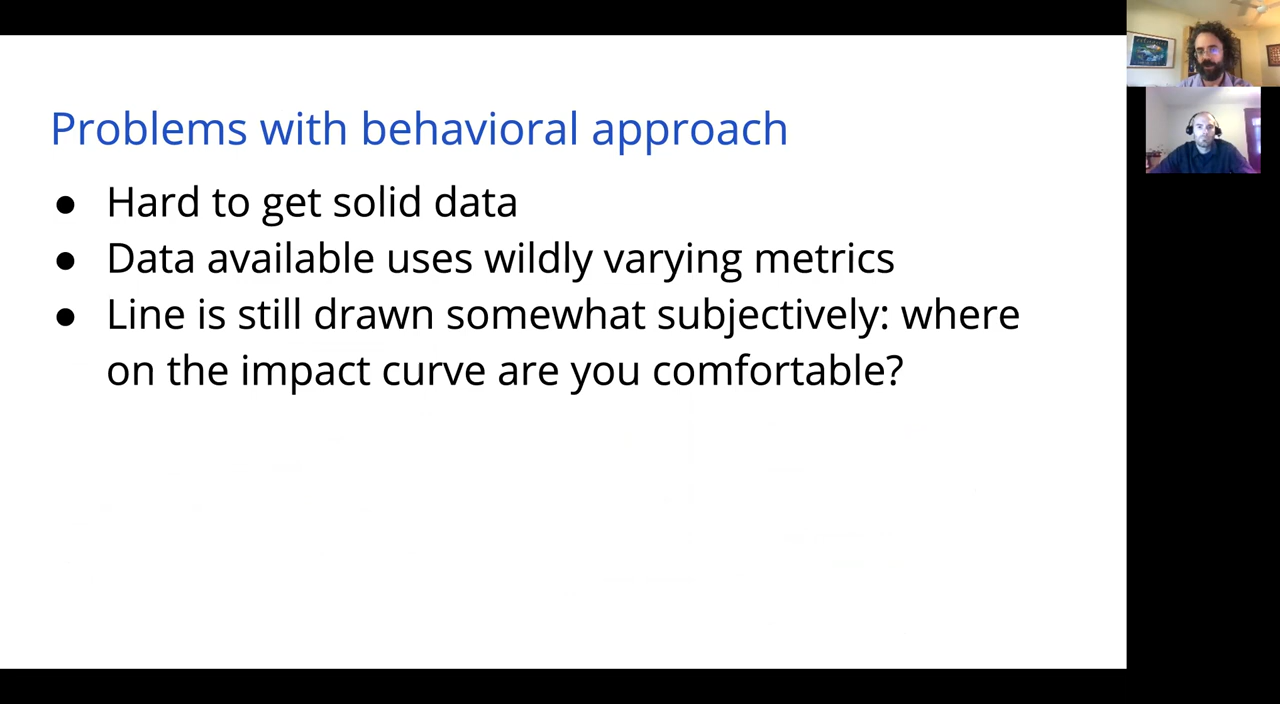 Problems with behavioral approach
● Hard to get solid data
● Data available uses wildly varying metrics
● Line is still drawn somewhat subjectively: where
on the impact curve are you comfortable?